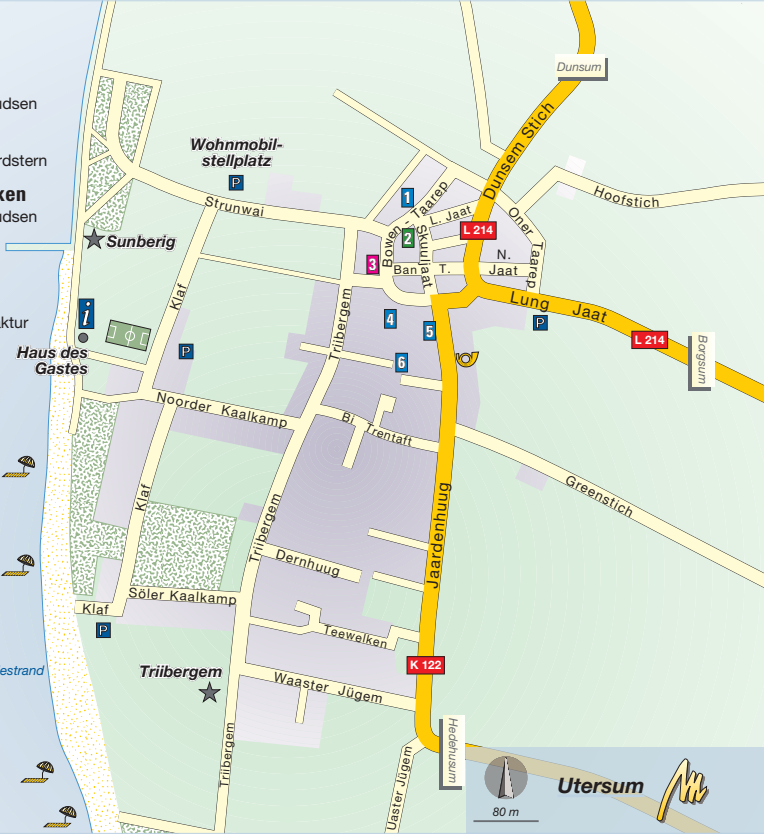 Dunsum
udsen
Dunsem Stich
Wohnmobil-
stellplatz
rdstern
P
ken
udsen
Strunwai
1
Bowen - Taarep
L. Jaat
Hoofstich
Oner Taarep
Sunberig
2
Skuuljaat
L 214
3
Ban T.
N.
Jaat
Klaf
i
ktur
Lung Jaat
P
4
5
L 214
Borgsum
Triibergem
Haus des
Gastes
P
6
Noorder Kaalkamp
Bi Trentaft
Greenstich
Klaf
Jaardenhuug
Triibergem
Dernhuug
Söler Kaalkamp
Klaf
P
Teewelken
estrand
Triibergem
K 122
Waaster Jügem
Triibergem
Hedehusum
Uaster Jügem
Utersum
80 m